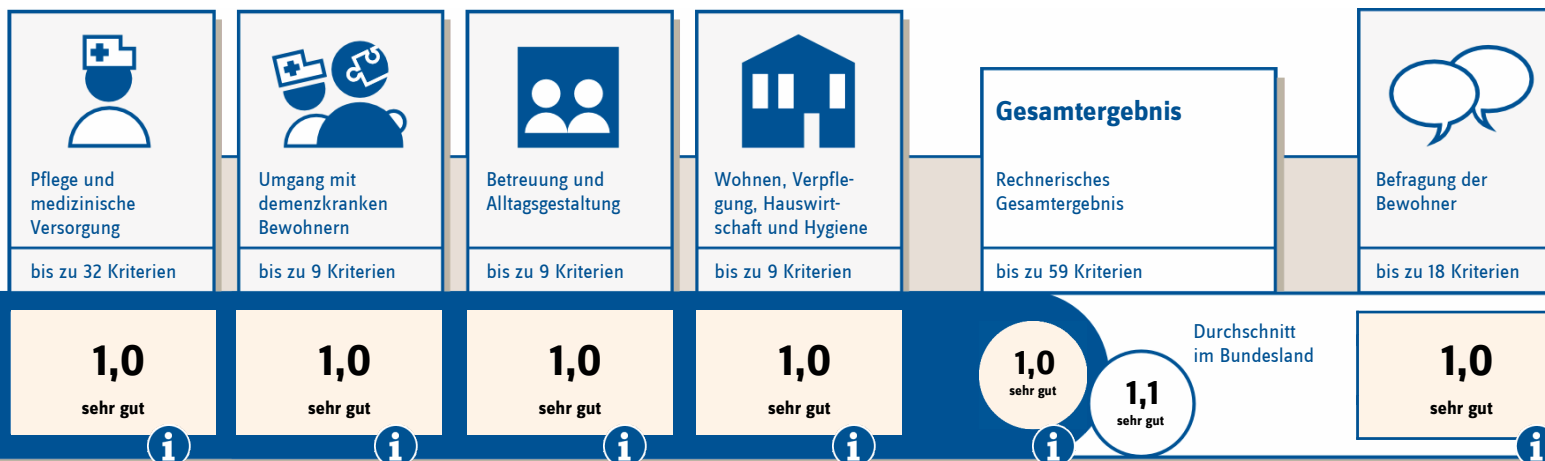 Pflege und
medizinische
Versorgung
bis zu 32 Kriterien
1,0
sehr gut
i
Umgang mit
demenzkranken
Bewohnern
bis zu 9 Kriterien
1,0
sehr gut
i
Betreuung und
Alltagsgestaltung
bis zu 9 Kriterien
1,0
sehr gut
i
Wohnen, Verpfle-
gung, Hauswirt-
schaft und Hygiene
bis zu 9 Kriterien
1,0
sehr gut
i
Gesamtergebnis
Rechnerisches
Gesamtergebnis
bis zu 59 Kriterien
1,0
sehr gut
i
Durchschnitt
im Bundesland
1,1
sehr gut
Befragung der
Bewohner
bis zu 18 Kriterien
1,0
sehr gut
i